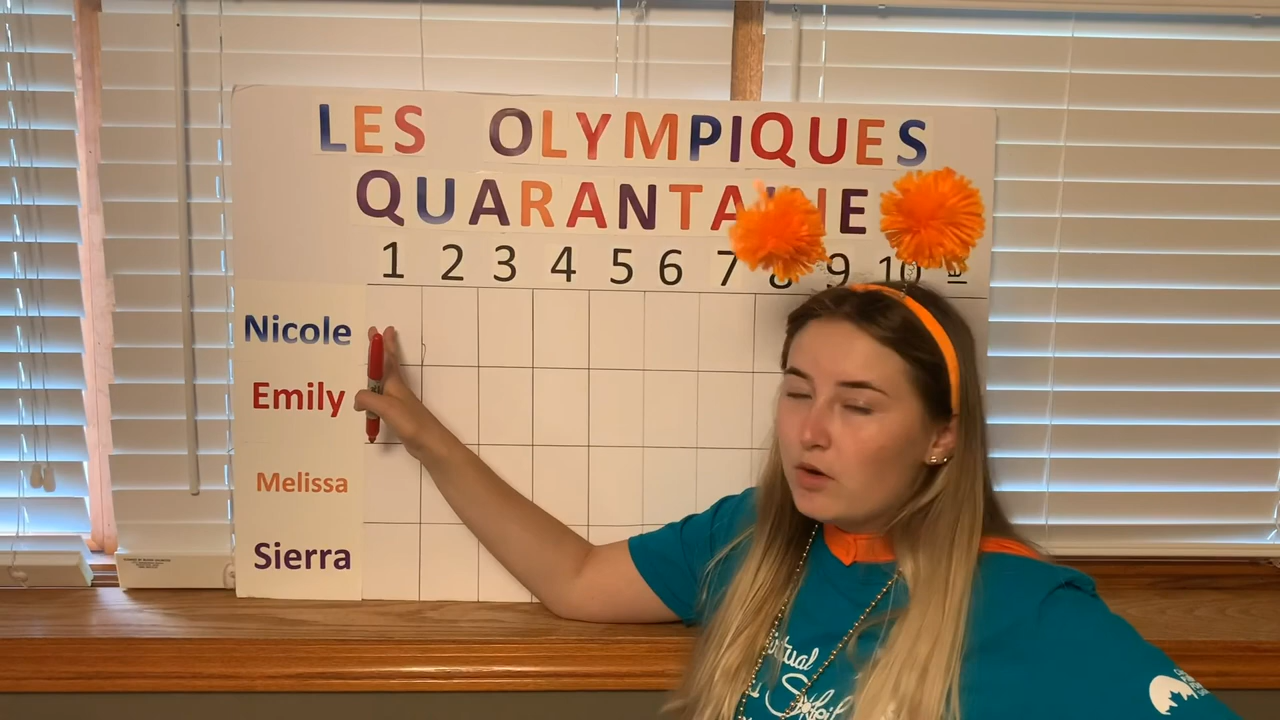 LES OLYMPIQUES
QUARANTAINE
1 2 3 4 5 6 7 8 9 10
Nicole
Emily
Melissa
Sierra